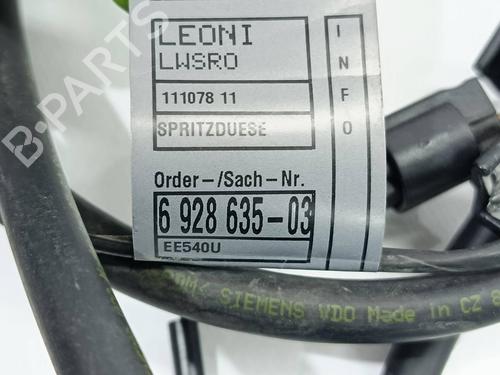 LEONI
LWSRO
111078 11
SPRITZDUESE
INFO
Order-/Sach-Nr.
6 928 635-03
EE540U
SIEMENS VDO Made in CZ
B-PARTS